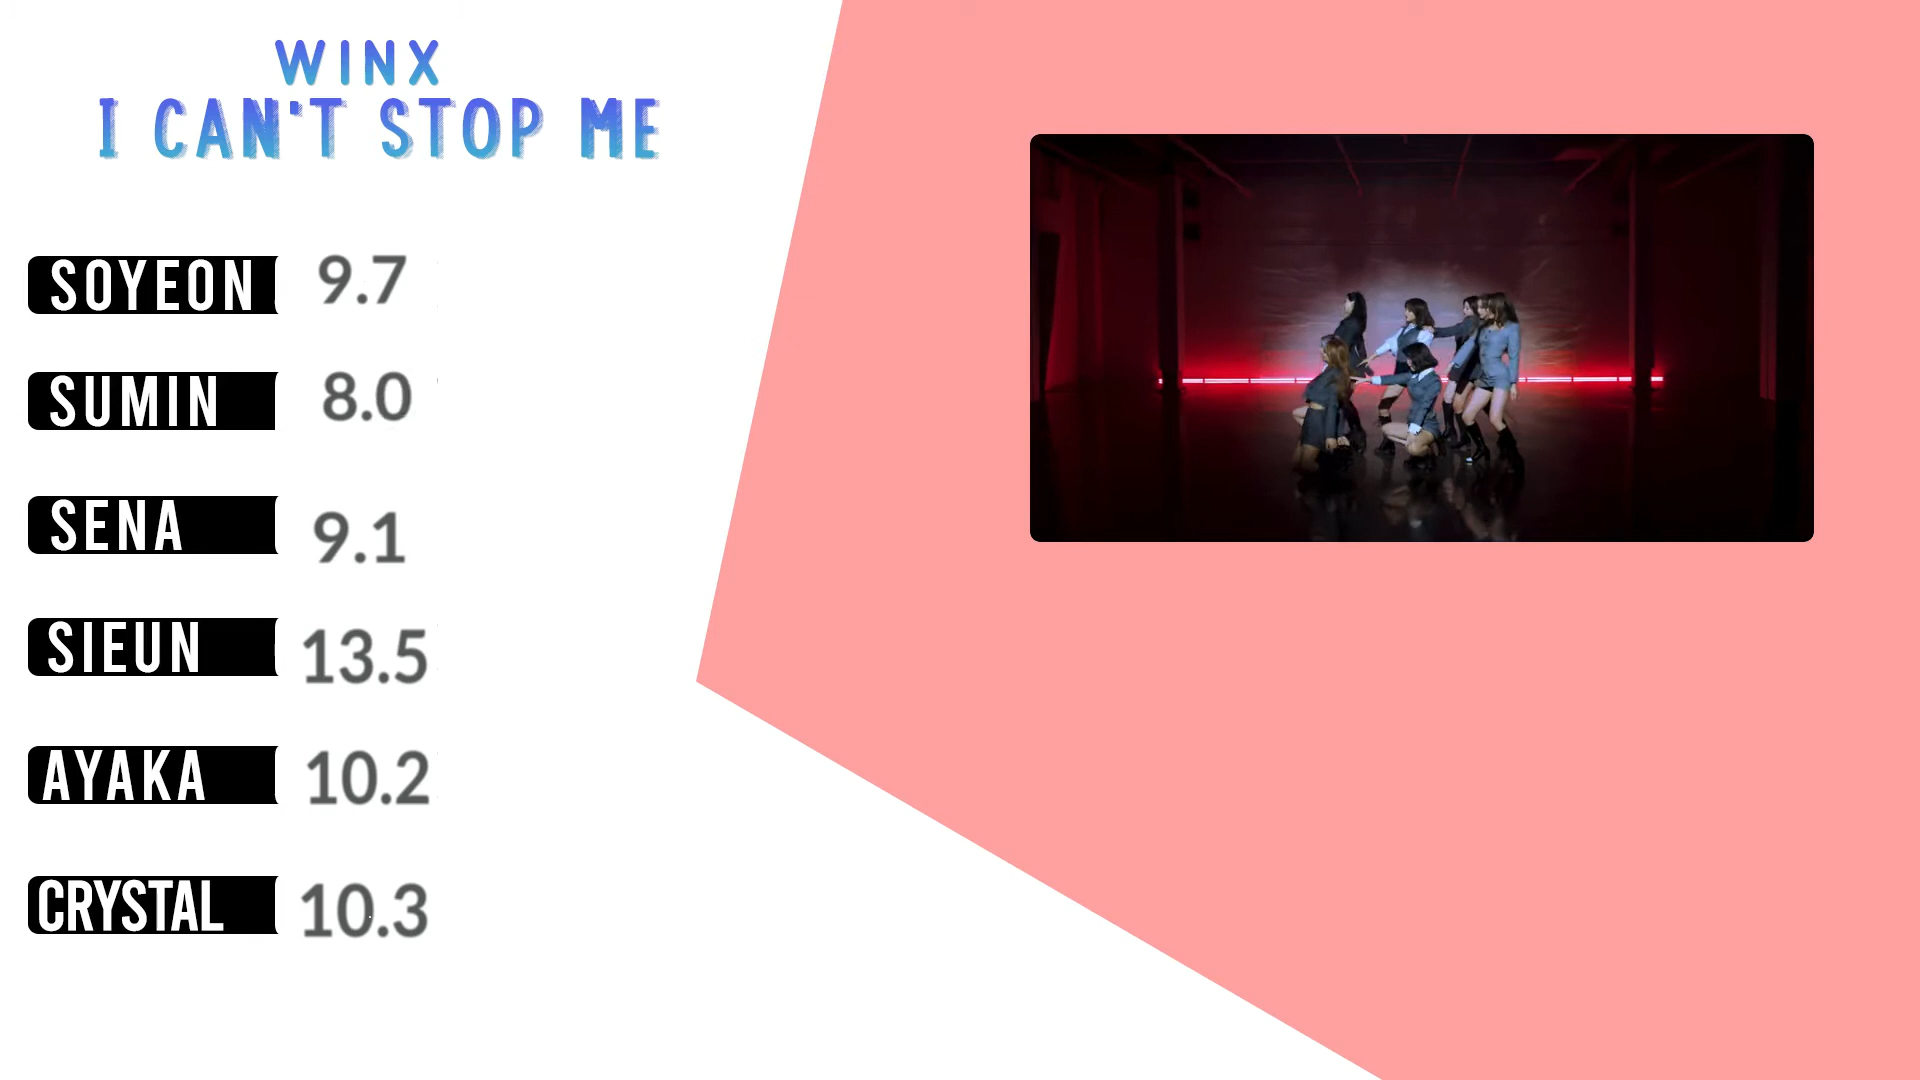 WINX
I CAN'T STOP ME
SOYEON 9.7
SUMIN 8.0
SENA 9.1
SIEUN 13.5
AYAKA 10.2
CRYSTAL 10.3